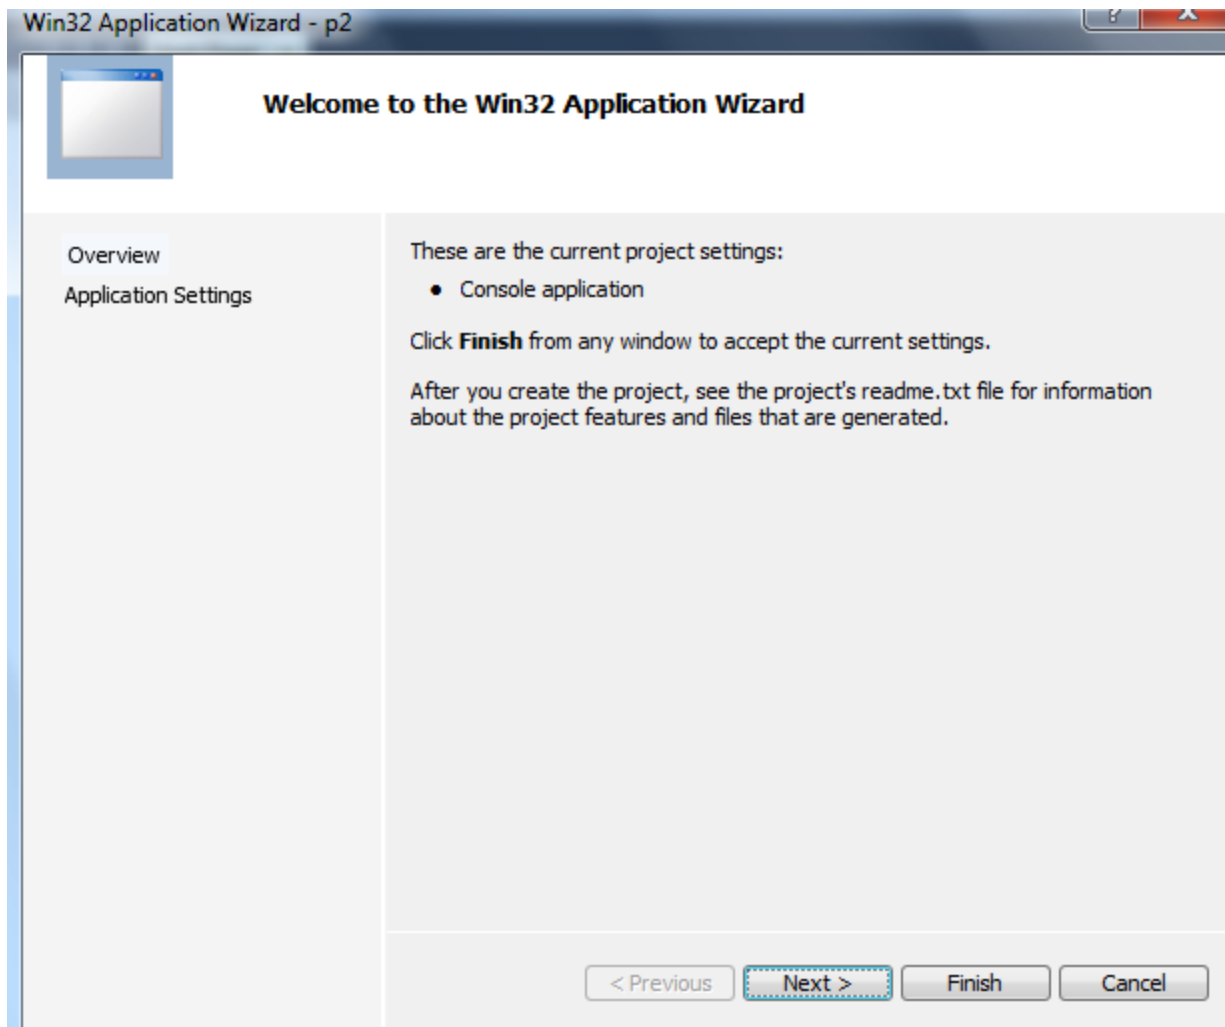 Win32 Application Wizard - p2
Welcome to the Win32 Application Wizard
Overview
Application Settings
These are the current project settings:
• Console application
Click Finish from any window to accept the current settings.
After you create the project, see the project's readme.txt file for information
about the project features and files that are generated.
< Previous
Next >
Finish
Cancel